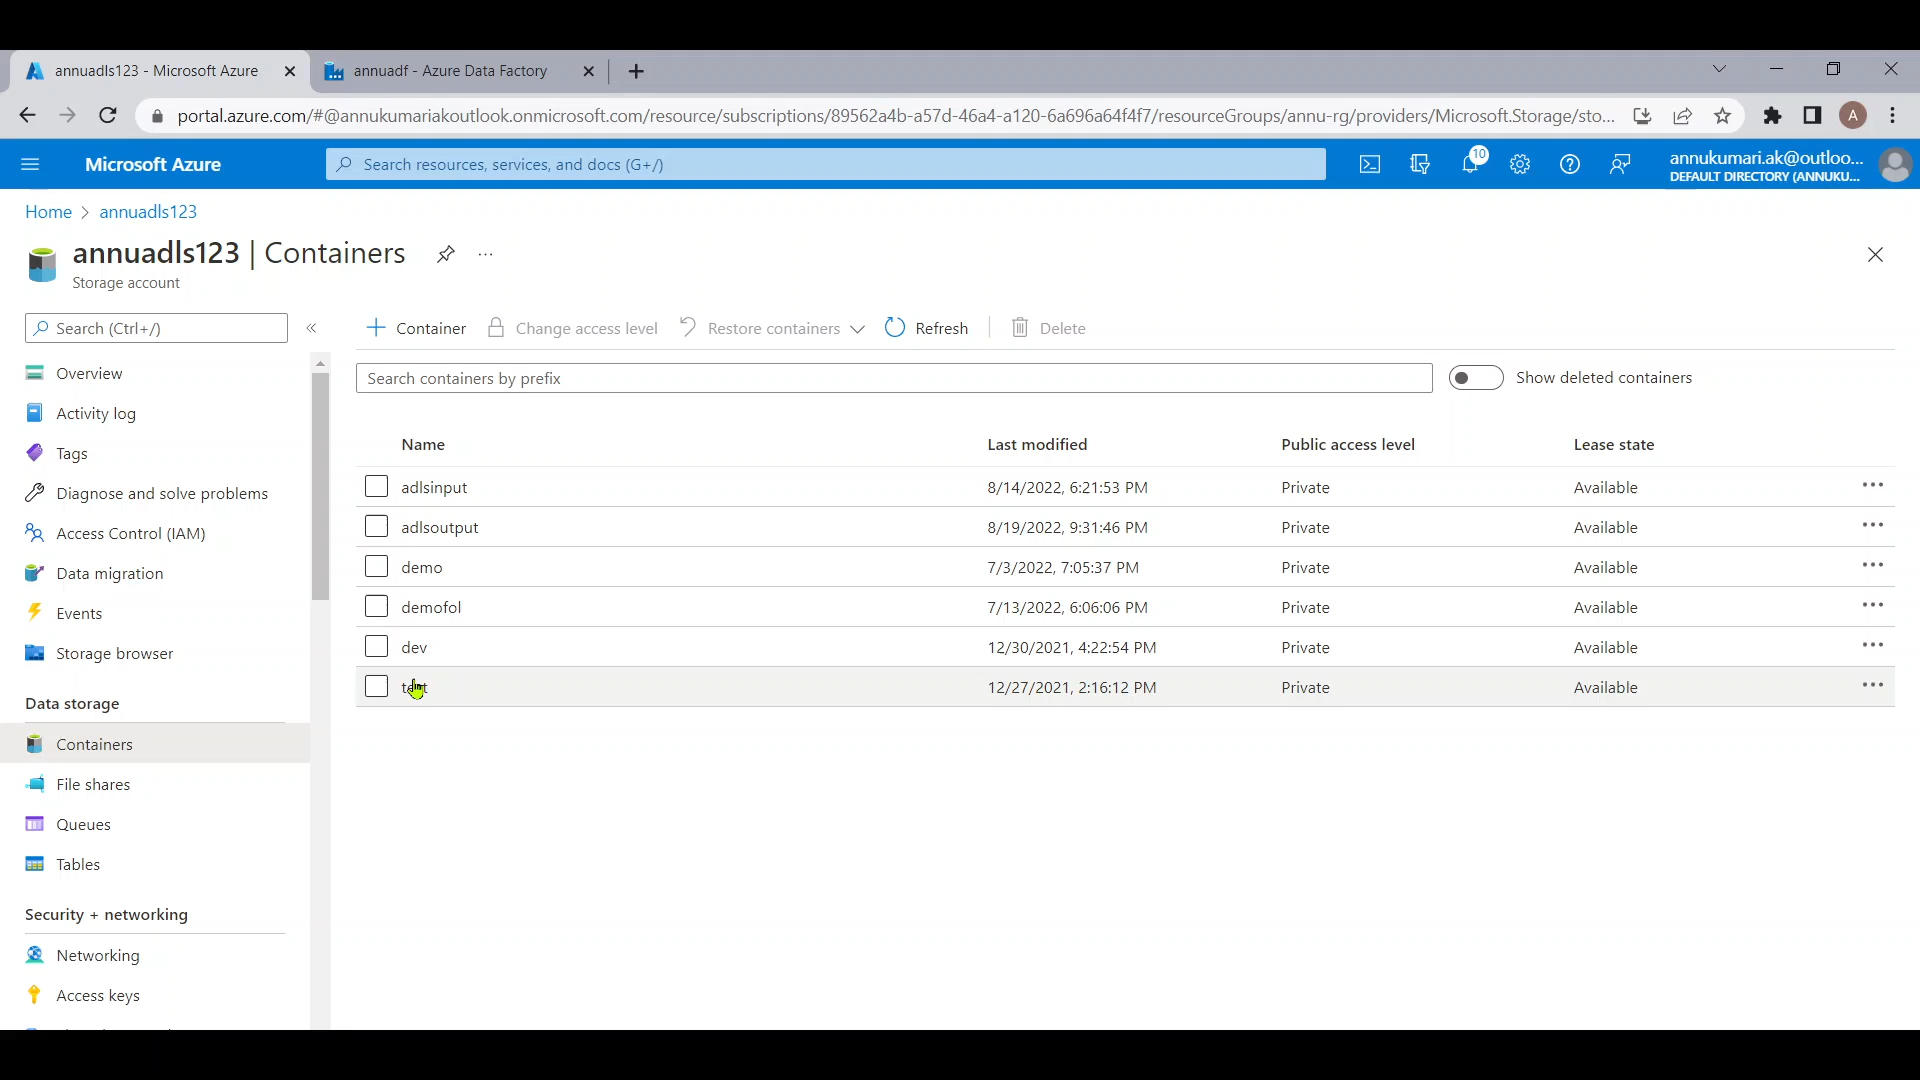 annuadls123 - Microsoft Azure
annuadf - Azure Data Factory
portal.azure.com/#@annukumariakoutlook.onmicrosoft.com/resource/subscriptions/89562a4b-a57d-46a4-a120-6a696a64f4f7/resourceGroups/annu-rg/providers/Microsoft.Storage/sto...
A
Microsoft Azure
Search resources, services, and docs (G+/)
10
annukumari.ak@outloo...
DEFAULT DIRECTORY (ANNUKU...
Home > annuadls123
annuadls123 | Containers
Storage account
Search (Ctrl+/)
Container
Change access level
Restore containers
Refresh
Delete
Overview
Activity log
Tags
Diagnose and solve problems
Access Control (IAM)
Data migration
Events
Storage browser
Data storage
Containers
File shares
Queues
Tables
Security + networking
Networking
Access keys
Search containers by prefix
Show deleted containers
Name Last modified Public access level Lease state
adlsinput 8/14/2022, 6:21:53 PM Private Available
adlsoutput 8/19/2022, 9:31:46 PM Private Available
demo 7/3/2022, 7:05:37 PM Private Available
demofol 7/13/2022, 6:06:06 PM Private Available
dev 12/30/2021, 4:22:54 PM Private Available
12/27/2021, 2:16:12 PM Private Available